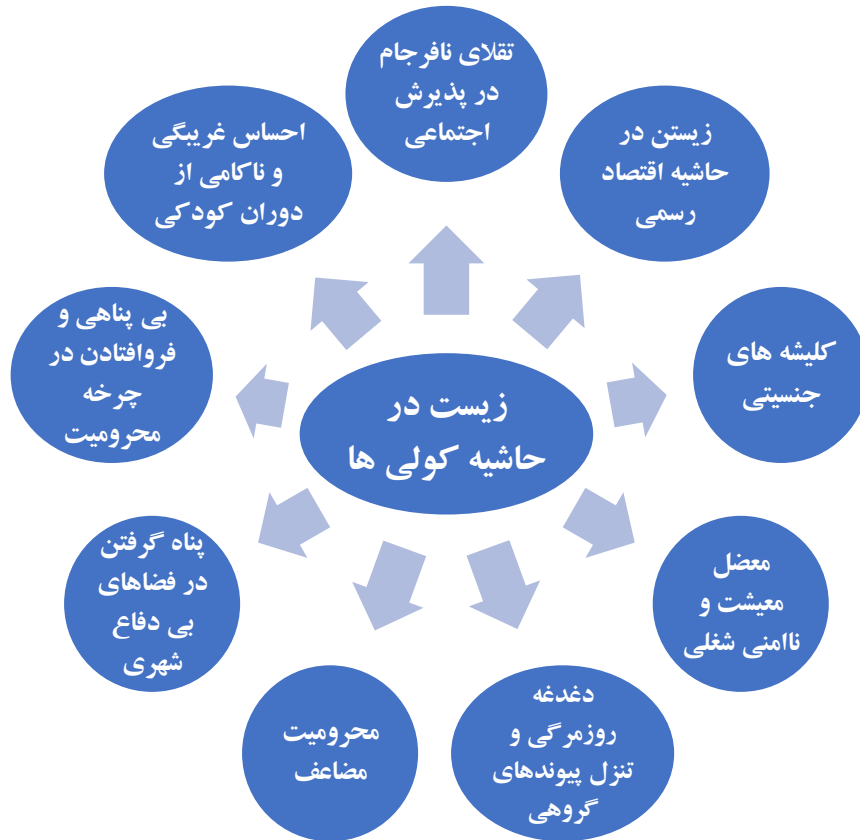 تقلای نافرجام
در پذیرش
اجتماعی
زیستن در
حاشیه اقتصاد
رسمی
کلیشه های
جنسیتی
معضل
معیشت و
ناامنی شغلی
دغدغه
روزمرگی و
تنزل پیوندهای
گروهی
محرومیت
مضاعف
پناه گرفتن
در فضاهای
بی دفاع
شهری
بی پناهی و
فروافتادن در
چرخه
محرومیت
احساس غریبگی
و ناکامی از
دوران کودکی
زیست در
حاشیه کولی ها